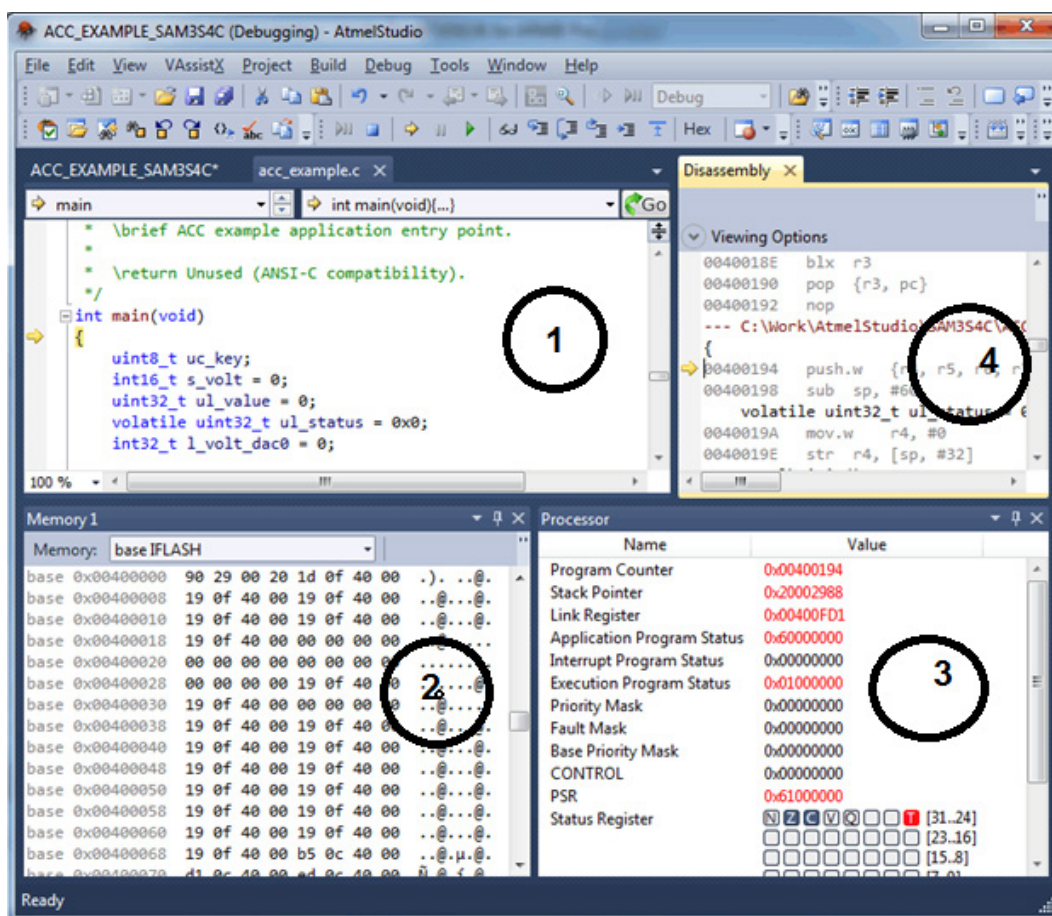 ACC_EXAMPLE_SAM3S4C (Debugging) - AtmelStudio
File Edit View VAssistX Project Build Debug Tools Window Help
Debug
Hex
ACC_EXAMPLE_SAM3S4C* acc_example.c
main int main(void){...} Go
* \brief ACC example application entry point.
*
* \return Unused (ANSI-C compatibility).
*/
int main(void)
{
uint8_t uc_key;
int16_t s_volt = 0;
uint32_t ul_value = 0;
volatile uint32_t ul_status = 0x0;
int32_t l_volt_dac0 = 0;
100 %
1
Disassembly
Viewing Options
0040018E blx r3
00400190 pop {r3, pc}
00400192 nop
--- C:\Work\AtmelStudio\SAM3S4C\
{
00400194 push.w r5,
00400198 sub sp,
volatile uint32_t ul_status =
0040019A mov.w r4, #0
0040019E str r4, [sp, #32]
4
Memory 1
Memory: base IFLASH
base 0x00400000 90 29 00 20 1d 0f 40 00 .). ..@.
base 0x00400008 19 0f 40 00 19 0f 40 00 ..@...@.
base 0x00400010 19 0f 40 00 19 0f 40 00 ..@...@.
base 0x00400018 19 0f 40 00 00 00 00 00
base 0x00400020 00 00 00 00 00 00 00 00
base 0x00400028 00 00 00 00 19 0f 40 00
base 0x00400030 19 0f 40 00 00 00 00 00
base 0x00400038 19 0f 40 00 19 0f 40 00
base 0x00400040 19 0f 40 00 19 0f 40 00 ..@...@.
base 0x00400048 19 0f 40 00 19 0f 40 00 ..@...@.
base 0x00400050 19 0f 40 00 19 0f 40 00 ..@...@.
base 0x00400058 19 0f 40 00 19 0f 40 00 ..@...@.
base 0x00400060 19 0f 40 00 19 0f 40 00 ..@...@.
base 0x00400068 19 0f 40 00 b5 0c 40 00 ..@.µ.@.
base 0x00400070 d1 0c 40 00 ed 0c 40 00 Ñ.@.í.@.
2
Processor
Name Value
Program Counter 0x00400194
Stack Pointer 0x20002988
Link Register 0x00400FD1
Application Program Status 0x60000000
Interrupt Program Status 0x00000000
Execution Program Status 0x01000000
Priority Mask 0x00000000
Fault Mask 0x00000000
Base Priority Mask 0x00000000
CONTROL 0x00000000
PSR 0x61000000
Status Register N Z C V Q T [31..24]
[23..16]
[15..8]
3
Ready